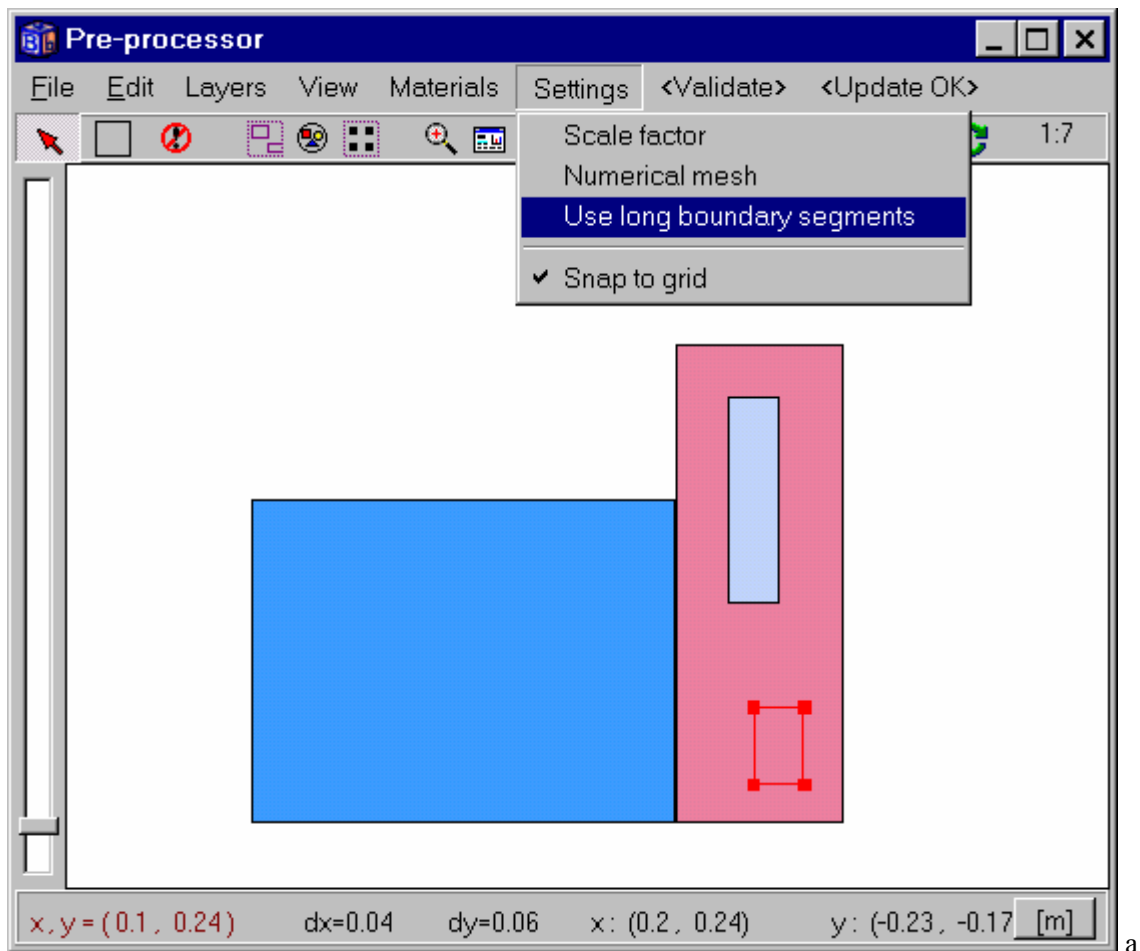 Pre-processor
File Edit Layers View Materials Settings <Validate> <Update OK>
1:7
Scale factor
Numerical mesh
Use long boundary segments
Snap to grid
x,y=(0.1, 0.24) dx=0.04 dy=0.06 x: (0.2, 0.24) y: (-0.23, -0.17 [m]
a